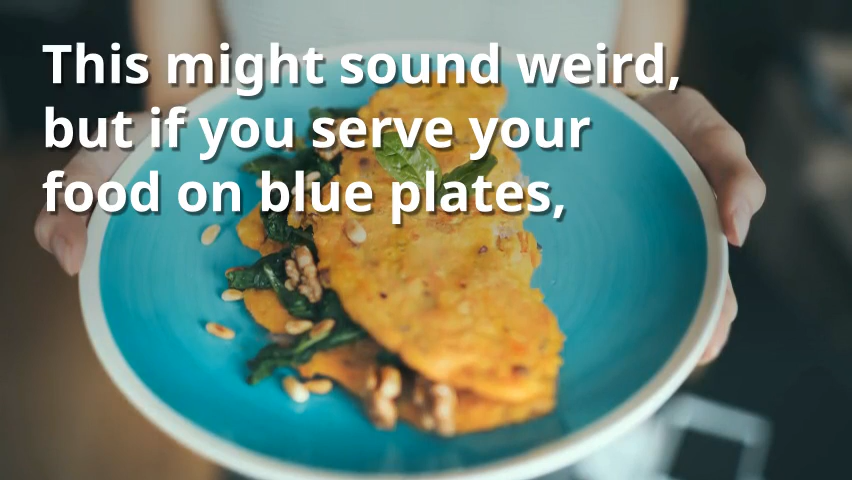 This might sound weird,
but if you serve your
food on blue plates,